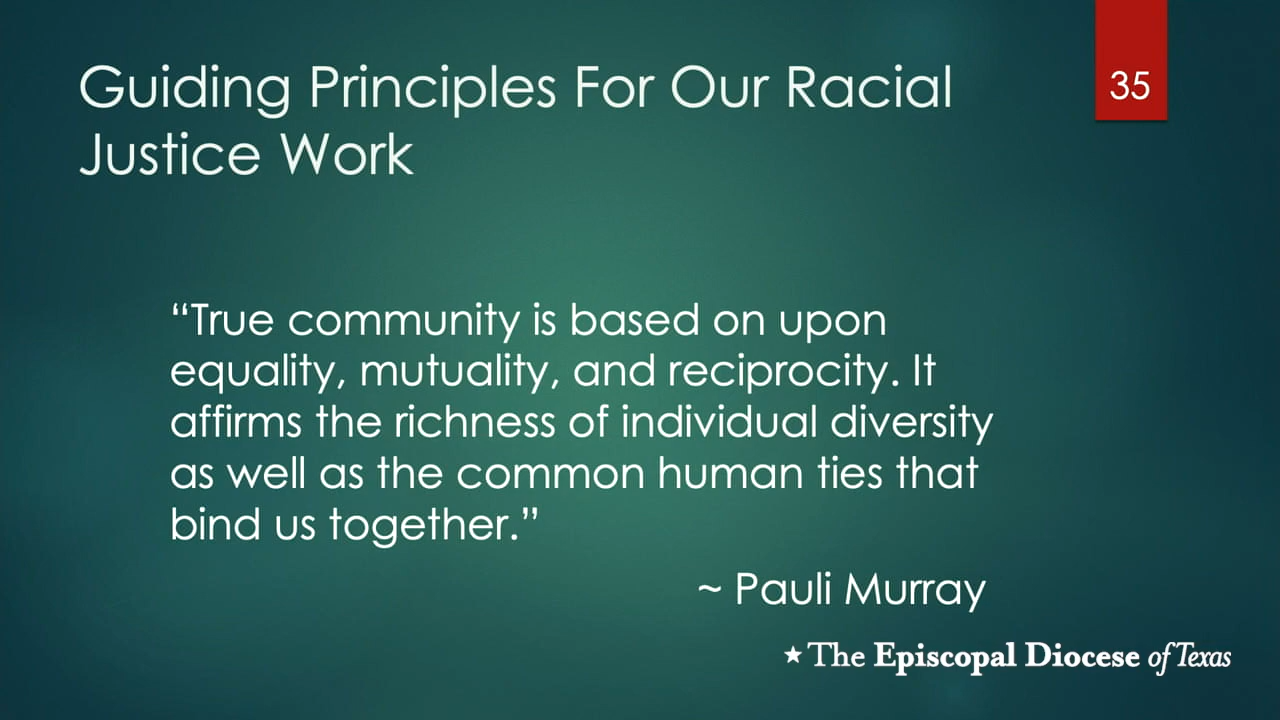 Guiding Principles For Our Racial
Justice Work
35
“True community is based on upon
equality, mutuality, and reciprocity. It
affirms the richness of individual diversity
as well as the common human ties that
bind us together.”
~ Pauli Murray
The Episcopal Diocese of Texas